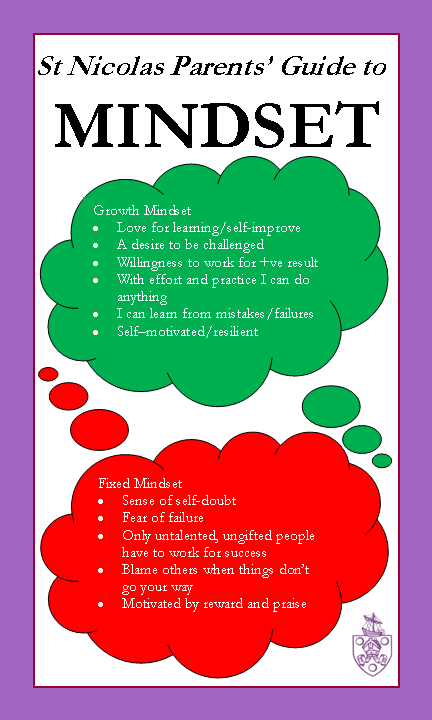 St Nicolas Parents' Guide to
MINDSET
Growth Mindset
• Love for learning/self-improve
• A desire to be challenged
• Willingness to work for +ve result
• With effort and practice I can do
anything
• I can learn from mistakes/failures
• Self–motivated/resilient
Fixed Mindset
• Sense of self-doubt
• Fear of failure
• Only untalented, ungifted people
have to work for success
• Blame others when things don't
go your way
• Motivated by reward and praise